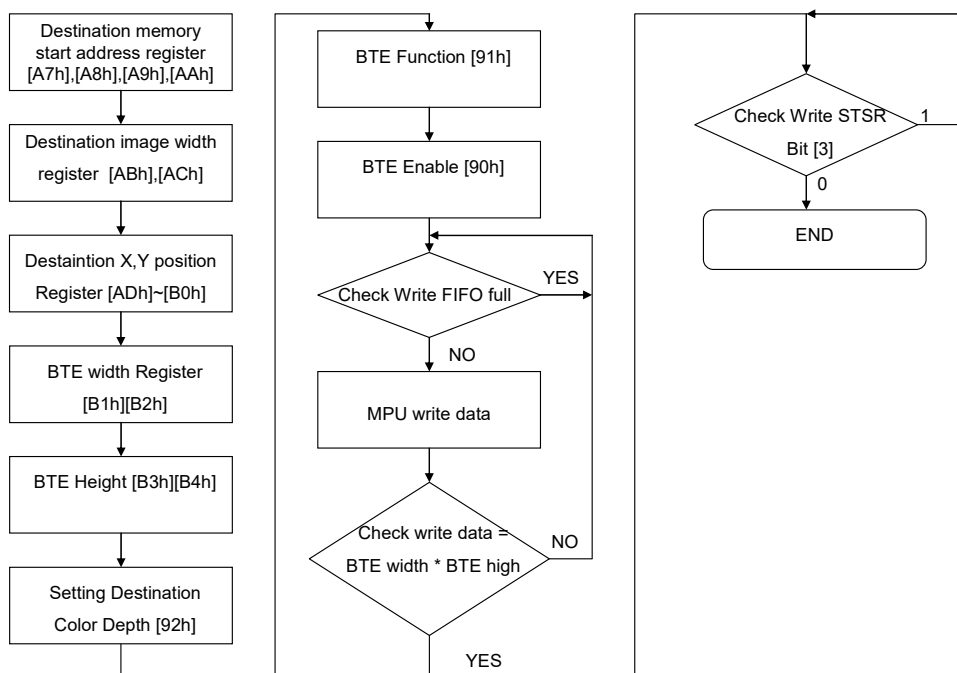 Destination memory
start address register
[A7h],[A8h],[A9h],[AAh]
Destination image width
register [ABh],[ACh]
Destaintion X,Y position
Register [ADh]~[B0h]
BTE width Register
[B1h][B2h]
BTE Height [B3h][B4h]
Setting Destination
Color Depth [92h]
BTE Function [91h]
BTE Enable [90h]
Check Write FIFO full
YES
NO
MPU write data
Check write data =
BTE width * BTE high
NO
YES
Check Write STSR
Bit [3]
1
0
END